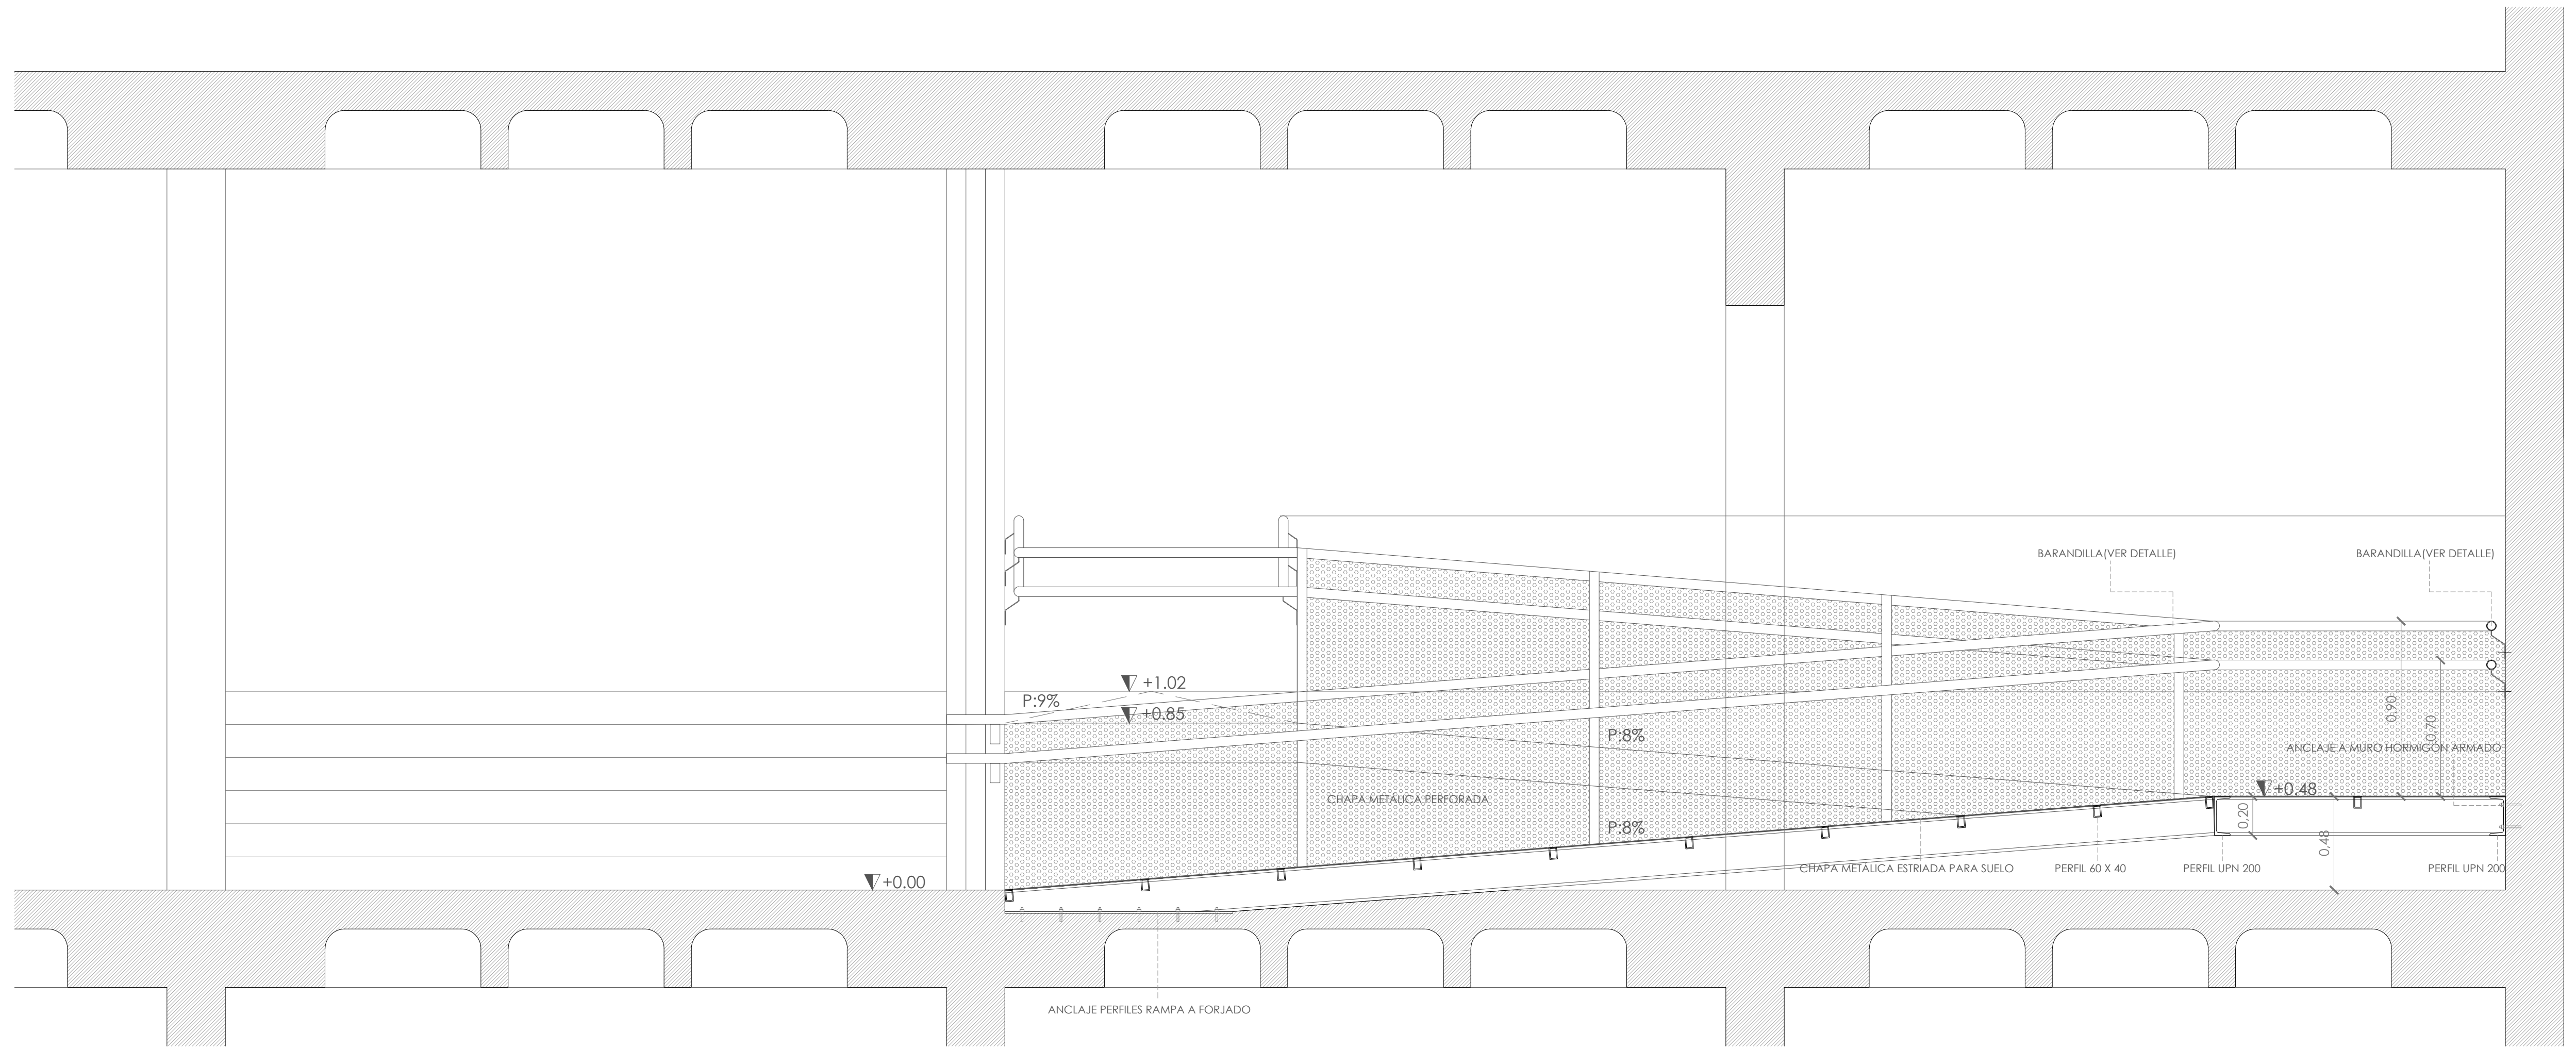 BARANDILLA(VER DETALLE)
BARANDILLA(VER DETALLE)
+1.02
P:9%
+0.85
0,90
0,70
P:8%
ANCLAJE A MURO HORMIGÓN ARMADO
+0.48
CHAPA METÁLICA PERFORADA
0,20
P:8%
0,48
CHAPA METÁLICA ESTRIADA PARA SUELO
PERFIL 60 X 40
PERFIL UPN 200
PERFIL UPN 200
+0.00
ANCLAJE PERFILES RAMPA A FORJADO